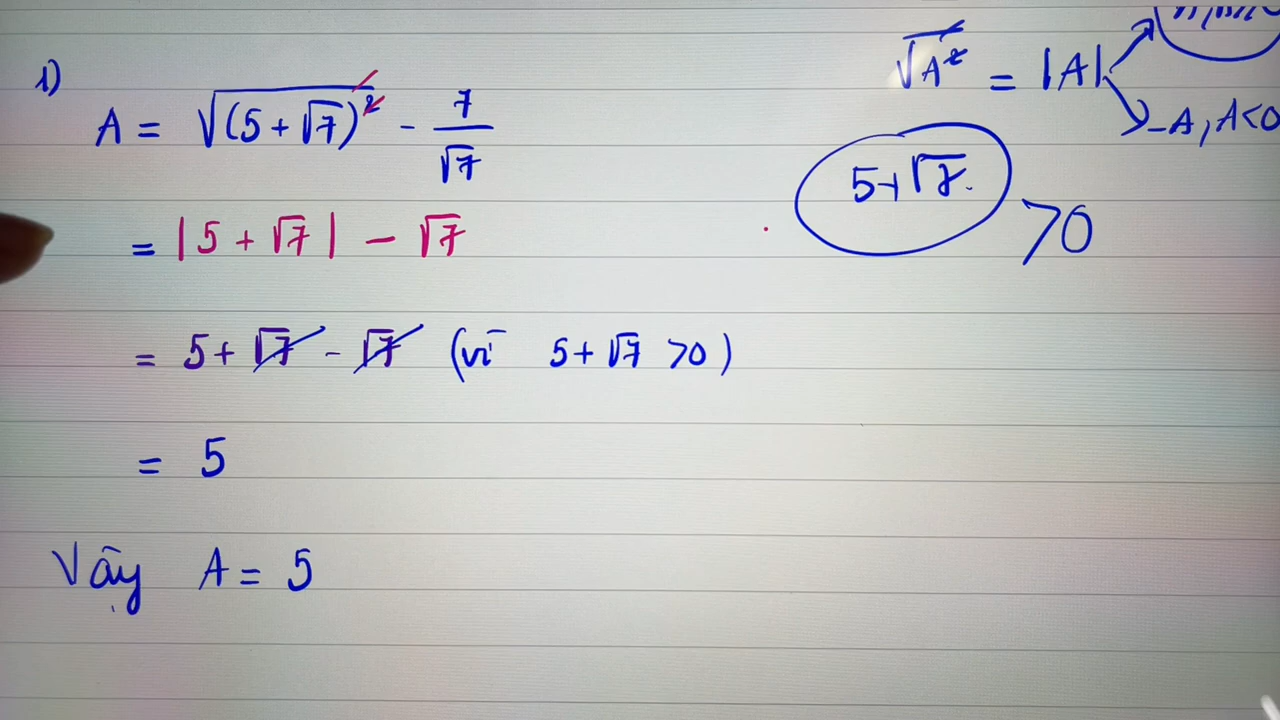 1)
A = √(5 + √7)² - 7/√7
= |5 + √7| - √7
= 5 + √7 - √7 (vì 5 + √7 > 0)
= 5
Vậy A = 5
√A² = |A|
-A, A < 0
5 + √7 > 0